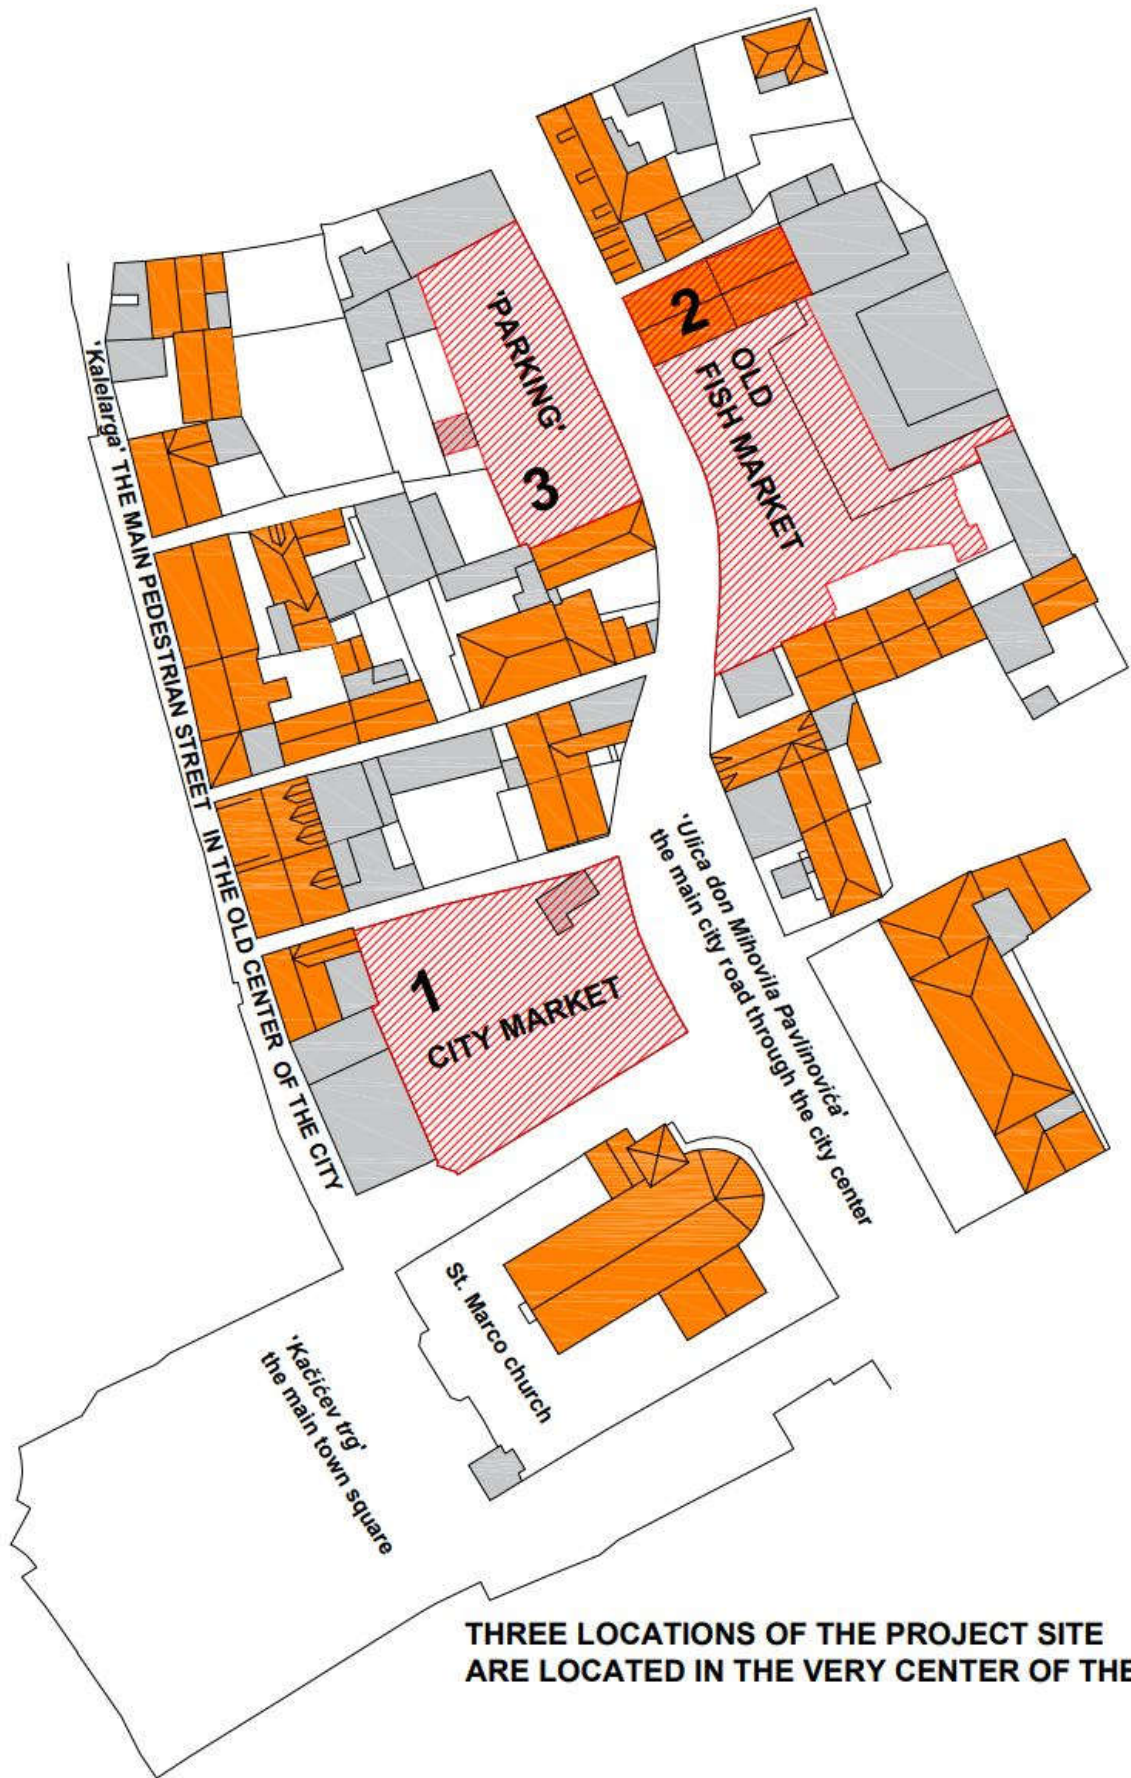 2
OLD
FISH MARKET
'PARKING'
3
'Kalelarga' THE MAIN PEDESTRIAN STREET IN THE OLD CENTER OF THE CITY
1
CITY MARKET
'Ulica don Mihovila Pavlinovića'
the main city road through the city center
St. Marco church
'Kačićev trg'
the main town square
THREE LOCATIONS OF THE PROJECT SITE
ARE LOCATED IN THE VERY CENTER OF THE